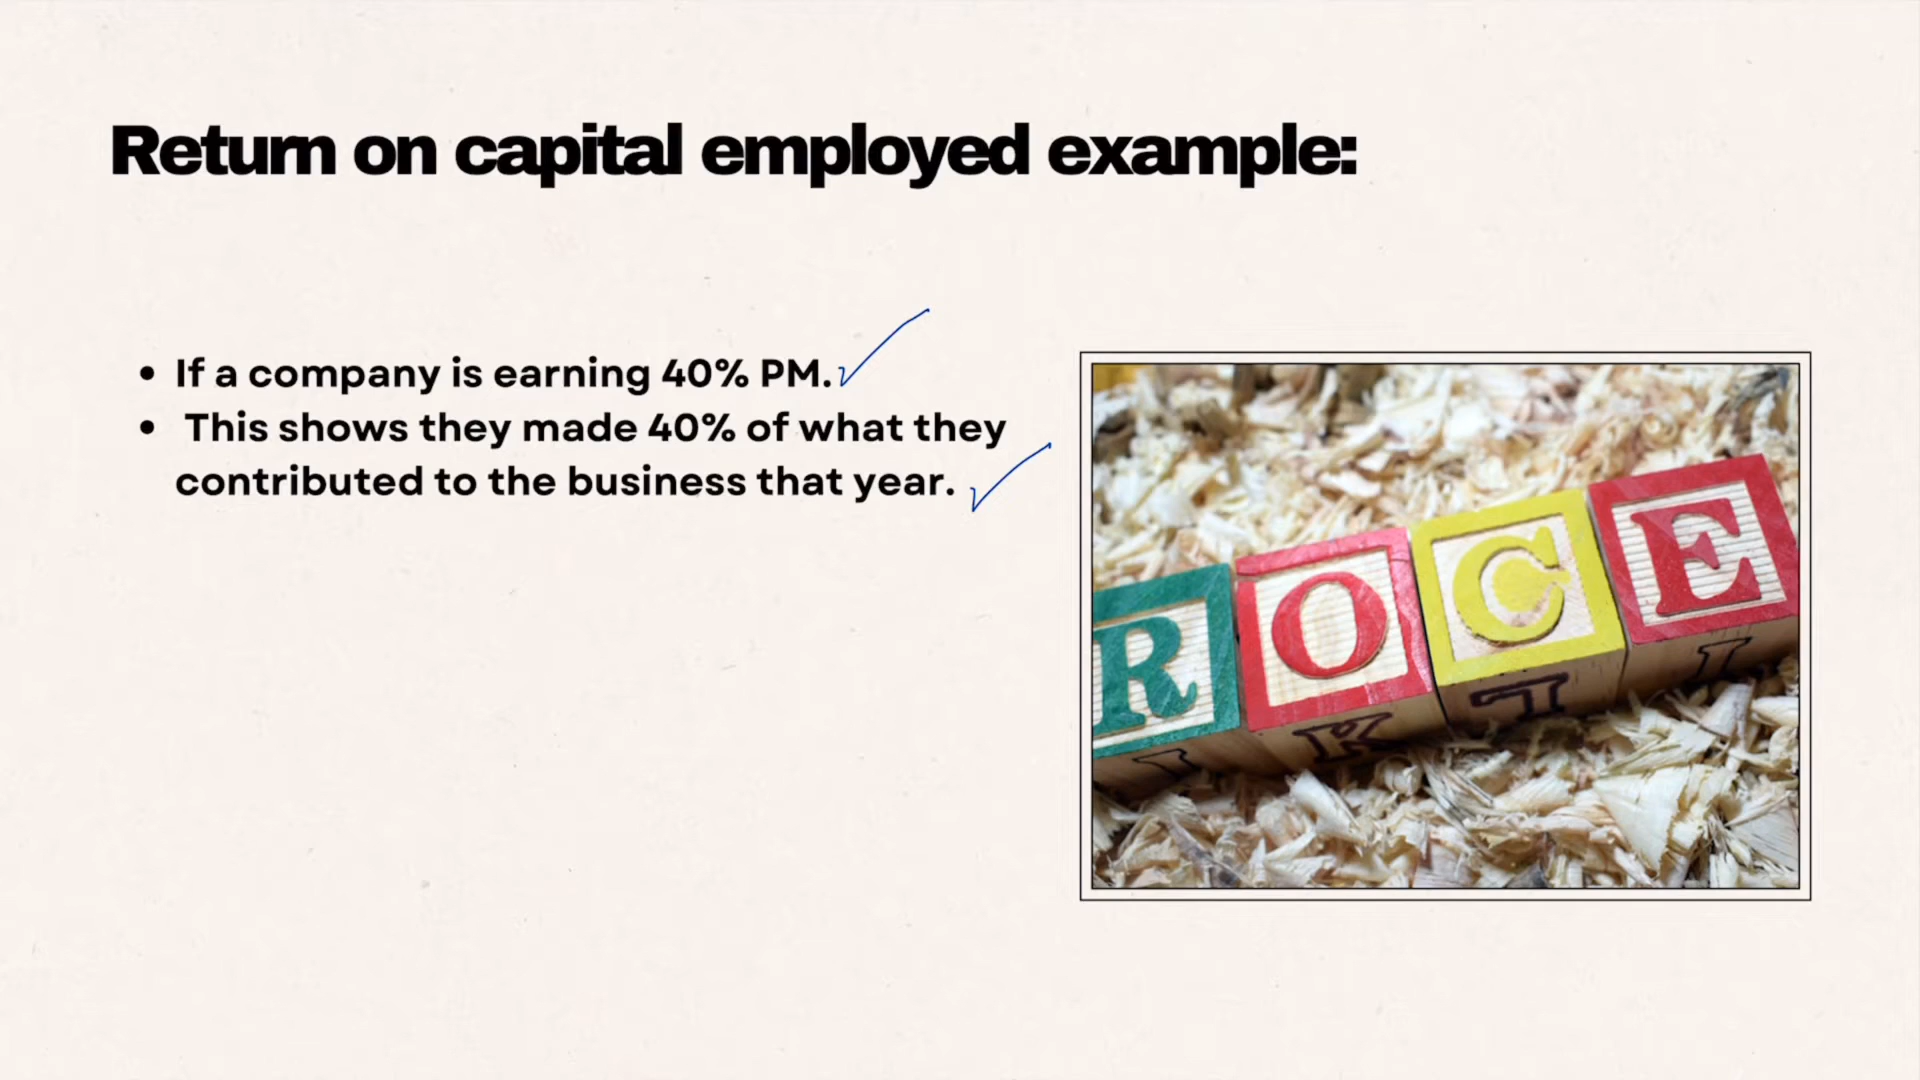 Return on capital employed example:
If a company is earning 40% PM.
This shows they made 40% of what they
contributed to the business that year.
R O C E